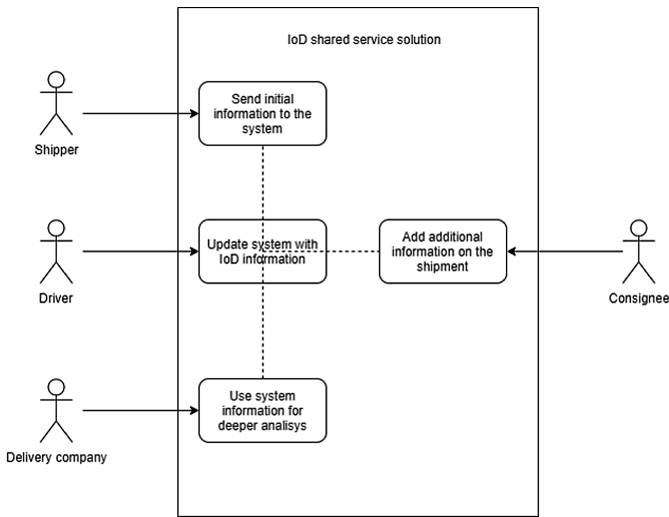 IoD shared service solution
Send initial
information to the
system
Shipper
Update system with
IoD information
Add additional
information on the
shipment
Driver
Consignee
Use system
information for
deeper analisys
Delivery company